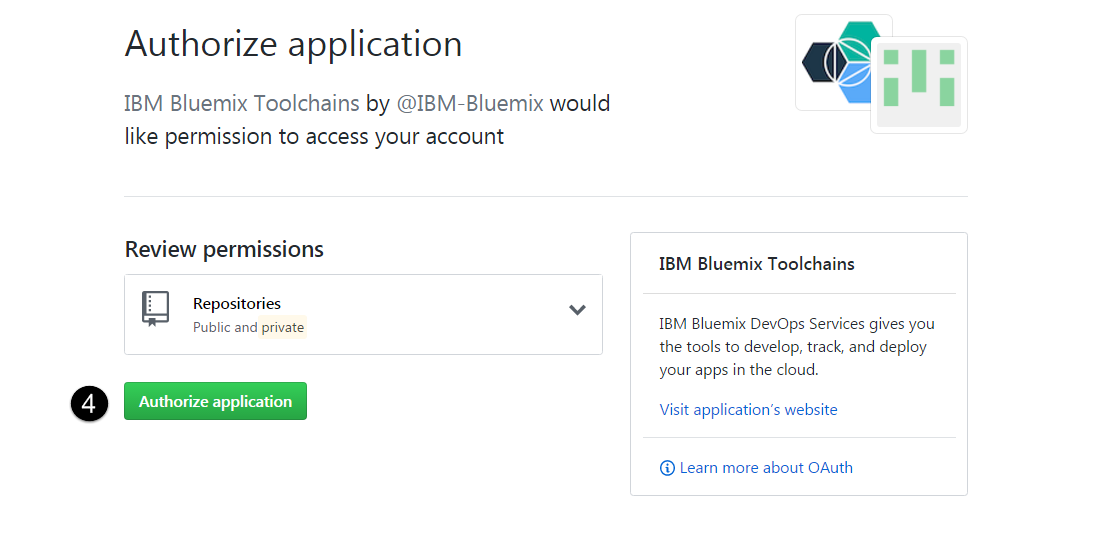 Authorize application
IBM Bluemix Toolchains by @IBM-Bluemix would
like permission to access your account
Review permissions
Repositories
Public and private
4
Authorize application
IBM Bluemix Toolchains
IBM Bluemix DevOps Services gives you
the tools to develop, track, and deploy
your apps in the cloud.
Visit application's website
Learn more about OAuth